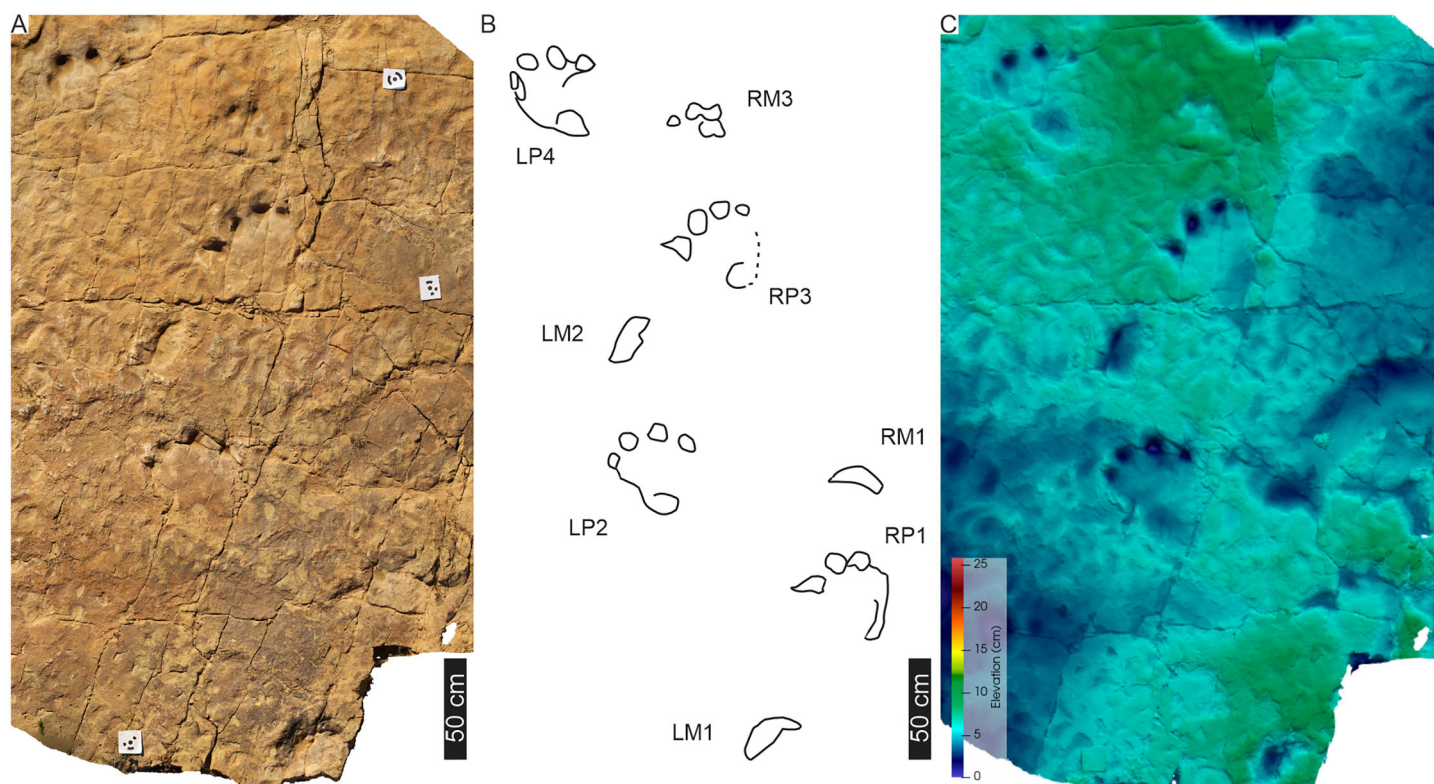 A
B
C
RM3
LP4
RP3
LM2
RM1
LP2
RP1
LM1
50 cm
50 cm
25
20
15
10
5
0
Elevation (cm)